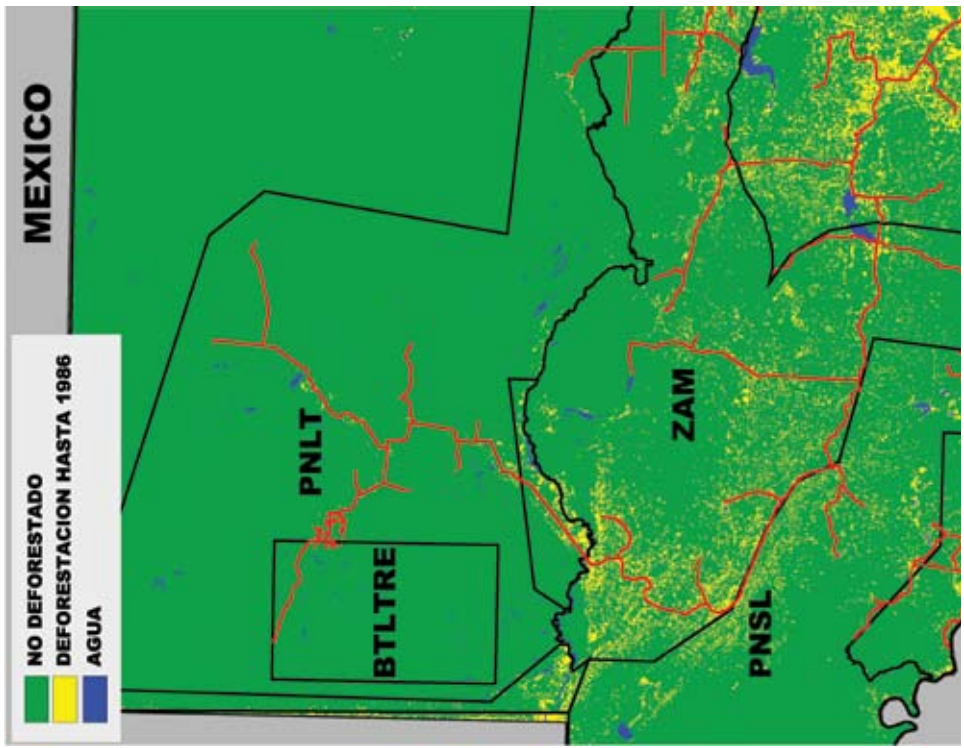 MEXICO
NO DEFORESTADO
DEFORESTACION HASTA 1986
AGUA
PNLT
BTLTRE
ZAM
PNSL